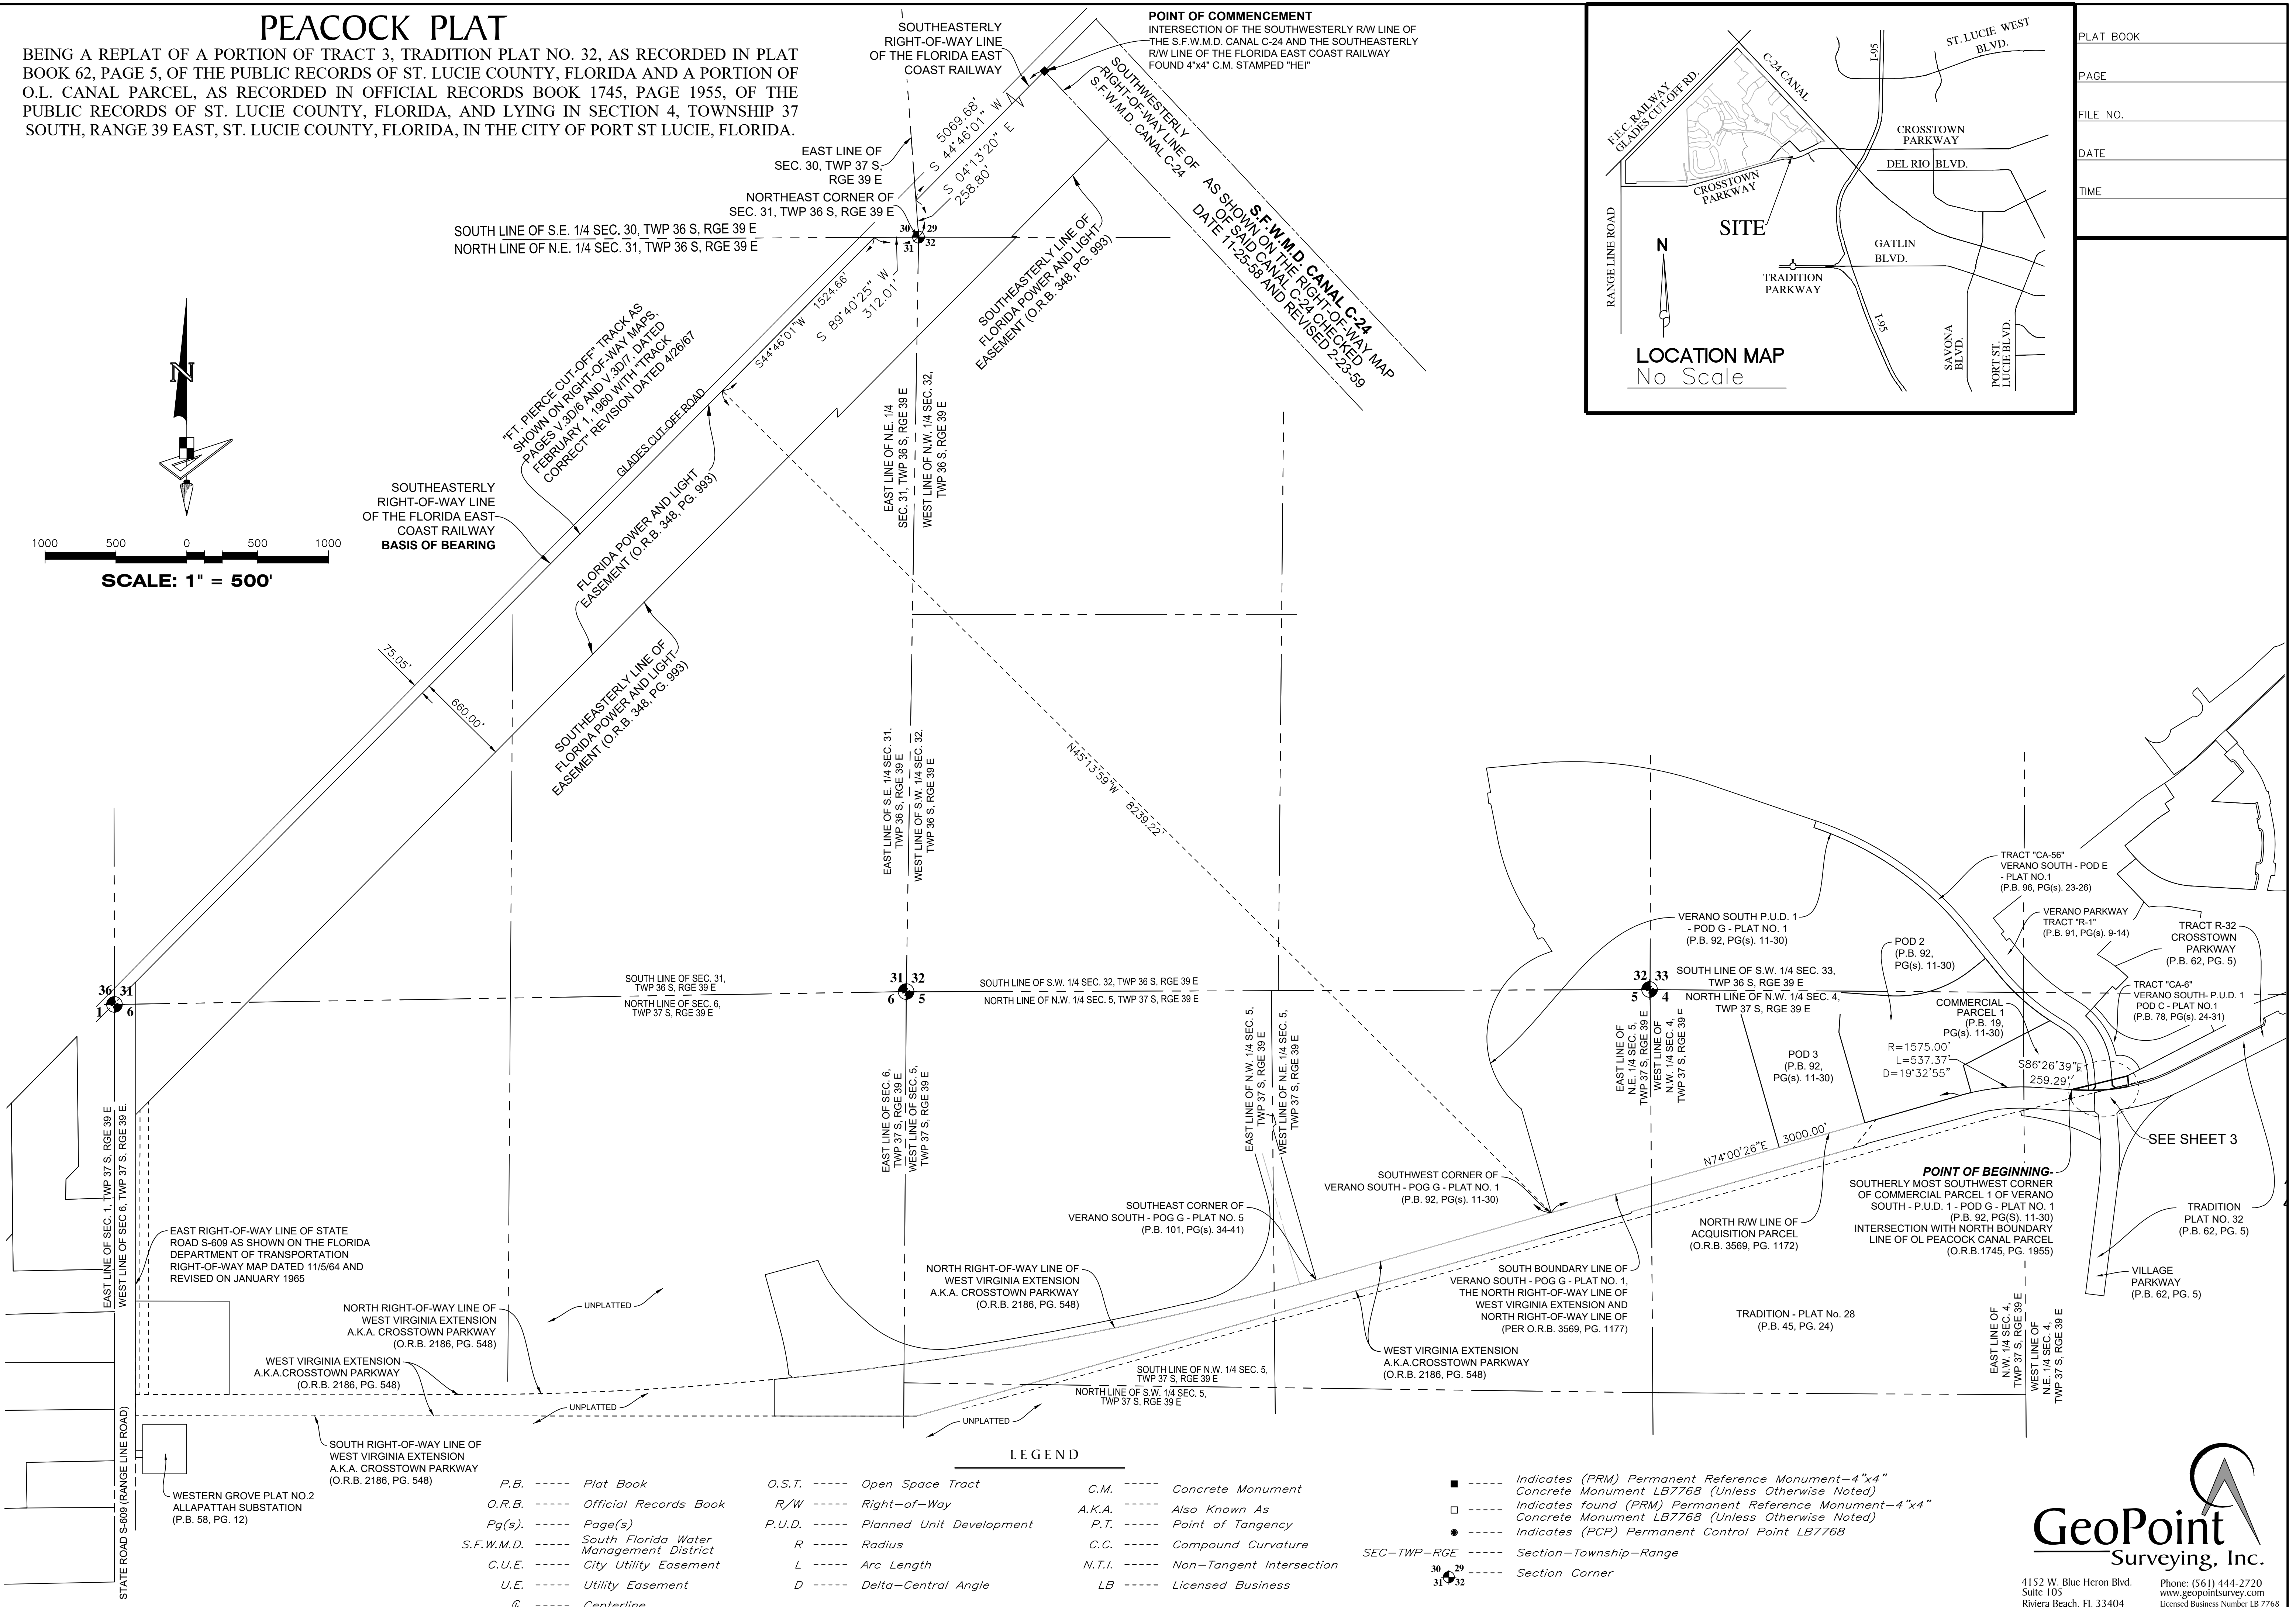 PEACOCK PLAT
BEING A REPLAT OF A PORTION OF TRACT 3, TRADITION PLAT NO. 32, AS RECORDED IN PLAT
BOOK 62, PAGE 5, OF THE PUBLIC RECORDS OF ST. LUCIE COUNTY, FLORIDA AND A PORTION OF
O.L. CANAL PARCEL, AS RECORDED IN OFFICIAL RECORDS BOOK 1745, PAGE 1955, OF THE
PUBLIC RECORDS OF ST. LUCIE COUNTY, FLORIDA, AND LYING IN SECTION 4, TOWNSHIP 37
SOUTH, RANGE 39 EAST, ST. LUCIE COUNTY, FLORIDA, IN THE CITY OF PORT ST LUCIE, FLORIDA.
SOUTHEASTERLY
RIGHT-OF-WAY LINE
OF THE FLORIDA EAST
COAST RAILWAY
POINT OF COMMENCEMENT
INTERSECTION OF THE SOUTHWESTERLY R/W LINE OF
THE S.F.W.M.D. CANAL C-24 AND THE SOUTHEASTERLY
R/W LINE OF THE FLORIDA EAST COAST RAILWAY
FOUND 4"x4" C.M. STAMPED "HEI"
5069.68'
S 44°46'01" W
S 04°13'20" E
258.80'
SOUTHWESTERLY
RIGHT-OF-WAY LINE OF
S.F.W.M.D. CANAL C-24
S.F.W.M.D. CANAL C-24
AS SHOWN ON THE RIGHT-OF-WAY MAP
OF SAID CANAL C-24 CHECKED
DATE 11-25-58 AND REVISED 2-23-59
EAST LINE OF
SEC. 30, TWP 37 S,
RGE 39 E
NORTHEAST CORNER OF
SEC. 31, TWP 36 S, RGE 39 E
SOUTH LINE OF S.E. 1/4 SEC. 30, TWP 36 S, RGE 39 E
NORTH LINE OF N.E. 1/4 SEC. 31, TWP 36 S, RGE 39 E
30 29
31 32
S44°46'01"W 1524.66'
S 89°40'25" W
312.01'
SOUTHEASTERLY LINE OF
FLORIDA POWER AND LIGHT
EASEMENT (O.R.B. 348, PG. 993)
F.E.C. RAILWAY
GLADES CUT-OFF RD.
C-24 CANAL
I-95
ST. LUCIE WEST
BLVD.
CROSSTOWN
PARKWAY
DEL RIO BLVD.
CROSSTOWN
PARKWAY
SITE
RANGE LINE ROAD
N
GATLIN
BLVD.
TRADITION
PARKWAY
I-95
SAVONA
BLVD.
PORT ST.
LUCIE BLVD.
LOCATION MAP
No Scale
PLAT BOOK
PAGE
FILE NO.
DATE
TIME
N
1000 500 0 500 1000
SCALE: 1" = 500'
"FT. PIERCE CUT-OFF" TRACK AS
SHOWN ON RIGHT-OF-WAY MAPS,
PAGES V.3D/6 AND V.3D/7, DATED
FEBRUARY 1, 1960 WITH "TRACK
CORRECT" REVISION DATED 4/26/67
GLADES CUT-OFF ROAD
SOUTHEASTERLY
RIGHT-OF-WAY LINE
OF THE FLORIDA EAST
COAST RAILWAY
BASIS OF BEARING
FLORIDA POWER AND LIGHT
EASEMENT (O.R.B. 348, PG. 993)
EAST LINE OF N.E. 1/4
SEC. 31, TWP 36 S, RGE 39 E
WEST LINE OF N.W. 1/4 SEC. 32,
TWP 36 S, RGE 39 E
75.05'
660.00'
SOUTHEASTERLY LINE OF
FLORIDA POWER AND LIGHT
EASEMENT (O.R.B. 348, PG. 993)
EAST LINE OF S.E. 1/4 SEC. 31,
TWP 36 S, RGE 39 E
WEST LINE OF S.W. 1/4 SEC. 32,
TWP 36 S, RGE 39 E
N45°13'59"W 8239.22'
TRACT "CA-56"
VERANO SOUTH - POD E
- PLAT NO.1
(P.B. 96, PG(s). 23-26)
VERANO PARKWAY
TRACT "R-1"
(P.B. 91, PG(s). 9-14)
TRACT R-32
CROSSTOWN
PARKWAY
(P.B. 62, PG. 5)
VERANO SOUTH P.U.D. 1
- POD G - PLAT NO. 1
(P.B. 92, PG(s). 11-30)
POD 2
(P.B. 92,
PG(s). 11-30)
TRACT "CA-6"
VERANO SOUTH- P.U.D. 1
POD C - PLAT NO.1
(P.B. 78, PG(s). 24-31)
36 31
1 6
SOUTH LINE OF SEC. 31,
TWP 36 S, RGE 39 E
NORTH LINE OF SEC. 6,
TWP 37 S, RGE 39 E
31 32
6 5
SOUTH LINE OF S.W. 1/4 SEC. 32, TWP 36 S, RGE 39 E
NORTH LINE OF N.W. 1/4 SEC. 5, TWP 37 S, RGE 39 E
32 33
5 4
SOUTH LINE OF S.W. 1/4 SEC. 33,
TWP 36 S, RGE 39 E
NORTH LINE OF N.W. 1/4 SEC. 4,
TWP 37 S, RGE 39 E
COMMERCIAL
PARCEL 1
(P.B. 19,
PG(s). 11-30)
R=1575.00'
L=537.37'
D=19°32'55"
S86°26'39"E
259.29'
POD 3
(P.B. 92,
PG(s). 11-30)
EAST LINE OF
N.E. 1/4 SEC. 5,
TWP 37 S, RGE 39 E
WEST LINE OF
N.W. 1/4 SEC. 4,
TWP 37 S, RGE 39 E
EAST LINE OF N.W. 1/4 SEC. 5,
TWP 37 S, RGE 39 E
WEST LINE OF N.E. 1/4 SEC. 5,
TWP 37 S, RGE 39 E
EAST LINE OF SEC. 6,
TWP 37 S, RGE 39 E
WEST LINE OF SEC. 5,
TWP 37 S, RGE 39 E
EAST LINE OF SEC. 1, TWP 37 S, RGE 39 E
WEST LINE OF SEC 6, TWP 37 S, RGE 39 E.
N74°00'26"E 3000.00'
SEE SHEET 3
POINT OF BEGINNING-
SOUTHERLY MOST SOUTHWEST CORNER
OF COMMERCIAL PARCEL 1 OF VERANO
SOUTH - P.U.D. 1 - POD G - PLAT NO. 1
(P.B. 92, PG(S). 11-30)
INTERSECTION WITH NORTH BOUNDARY
LINE OF OL PEACOCK CANAL PARCEL
(O.R.B.1745, PG. 1955)
TRADITION
PLAT NO. 32
(P.B. 62, PG. 5)
VILLAGE
PARKWAY
(P.B. 62, PG. 5)
SOUTHWEST CORNER OF
VERANO SOUTH - POG G - PLAT NO. 1
(P.B. 92, PG(s). 11-30)
SOUTHEAST CORNER OF
VERANO SOUTH - POG G - PLAT NO. 5
(P.B. 101, PG(s). 34-41)
NORTH R/W LINE OF
ACQUISITION PARCEL
(O.R.B. 3569, PG. 1172)
EAST RIGHT-OF-WAY LINE OF STATE
ROAD S-609 AS SHOWN ON THE FLORIDA
DEPARTMENT OF TRANSPORTATION
RIGHT-OF-WAY MAP DATED 11/5/64 AND
REVISED ON JANUARY 1965
NORTH RIGHT-OF-WAY LINE OF
WEST VIRGINIA EXTENSION
A.K.A. CROSSTOWN PARKWAY
(O.R.B. 2186, PG. 548)
SOUTH BOUNDARY LINE OF
VERANO SOUTH - POG G - PLAT NO. 1,
THE NORTH RIGHT-OF-WAY LINE OF
WEST VIRGINIA EXTENSION AND
NORTH RIGHT-OF-WAY LINE OF
(PER O.R.B. 3569, PG. 1177)
TRADITION - PLAT No. 28
(P.B. 45, PG. 24)
EAST LINE OF
N.W. 1/4 SEC. 4,
TWP 37 S, RGE 39 E
WEST LINE OF
N.E. 1/4 SEC. 4,
TWP 37 S, RGE 39 E
NORTH RIGHT-OF-WAY LINE OF
WEST VIRGINIA EXTENSION
A.K.A. CROSSTOWN PARKWAY
(O.R.B. 2186, PG. 548)
UNPLATTED
WEST VIRGINIA EXTENSION
A.K.A.CROSSTOWN PARKWAY
(O.R.B. 2186, PG. 548)
WEST VIRGINIA EXTENSION
A.K.A.CROSSTOWN PARKWAY
(O.R.B. 2186, PG. 548)
SOUTH LINE OF N.W. 1/4 SEC. 5,
TWP 37 S, RGE 39 E
NORTH LINE OF S.W. 1/4 SEC. 5,
TWP 37 S, RGE 39 E
UNPLATTED
UNPLATTED
STATE ROAD S-609 (RANGE LINE ROAD)
SOUTH RIGHT-OF-WAY LINE OF
WEST VIRGINIA EXTENSION
A.K.A. CROSSTOWN PARKWAY
(O.R.B. 2186, PG. 548)
WESTERN GROVE PLAT NO.2
ALLAPATTAH SUBSTATION
(P.B. 58, PG. 12)
LEGEND
P.B. ----- Plat Book
O.R.B. ----- Official Records Book
Pg(s). ----- Page(s)
S.F.W.M.D. ----- South Florida Water
Management District
C.U.E. ----- City Utility Easement
U.E. ----- Utility Easement
℄ ----- Centerline
O.S.T. ----- Open Space Tract
R/W ----- Right-of-Way
P.U.D. ----- Planned Unit Development
R ----- Radius
L ----- Arc Length
D ----- Delta-Central Angle
C.M. ----- Concrete Monument
A.K.A. ----- Also Known As
P.T. ----- Point of Tangency
C.C. ----- Compound Curvature
N.T.I. ----- Non-Tangent Intersection
LB ----- Licensed Business
■ ----- Indicates (PRM) Permanent Reference Monument-4"x4"
Concrete Monument LB7768 (Unless Otherwise Noted)
□ ----- Indicates found (PRM) Permanent Reference Monument-4"x4"
Concrete Monument LB7768 (Unless Otherwise Noted)
● ----- Indicates (PCP) Permanent Control Point LB7768
SEC-TWP-RGE ----- Section-Township-Range
30 29
31 32 ----- Section Corner
GeoPoint
Surveying, Inc.
4152 W. Blue Heron Blvd.
Suite 105
Riviera Beach, FL 33404
Phone: (561) 444-2720
www.geopointsurvey.com
Licensed Business Number LB 7768